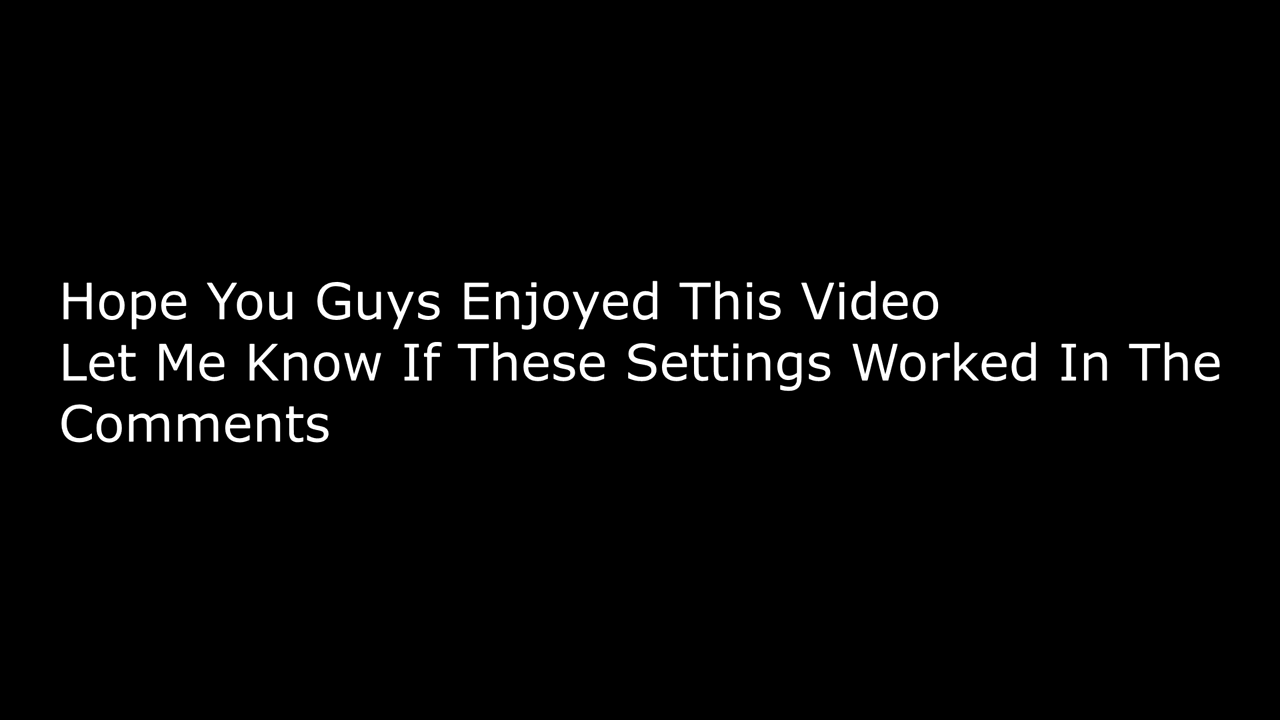 Hope You Guys Enjoyed This Video
Let Me Know If These Settings Worked In The
Comments